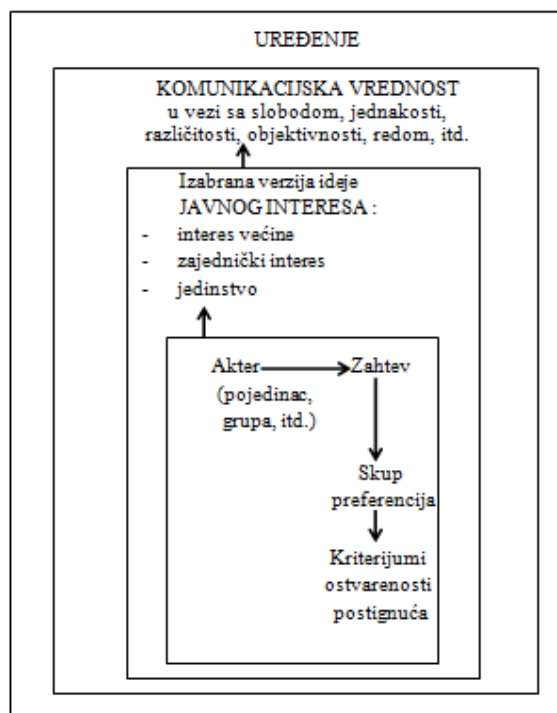 UREĐENJE
KOMUNIKACIJSKA VREDNOST
u vezi sa slobodom, jednakosti,
različitosti, objektivnosti, redom, itd.
Izabrana verzija ideje
JAVNOG INTERESA :
- interes većine
- zajednički interes
- jedinstvo
Akter Zahtev
(pojedinac,
grupa, itd.)
Skup
preferencija
Kriterijumi
ostvarenosti
postignuća